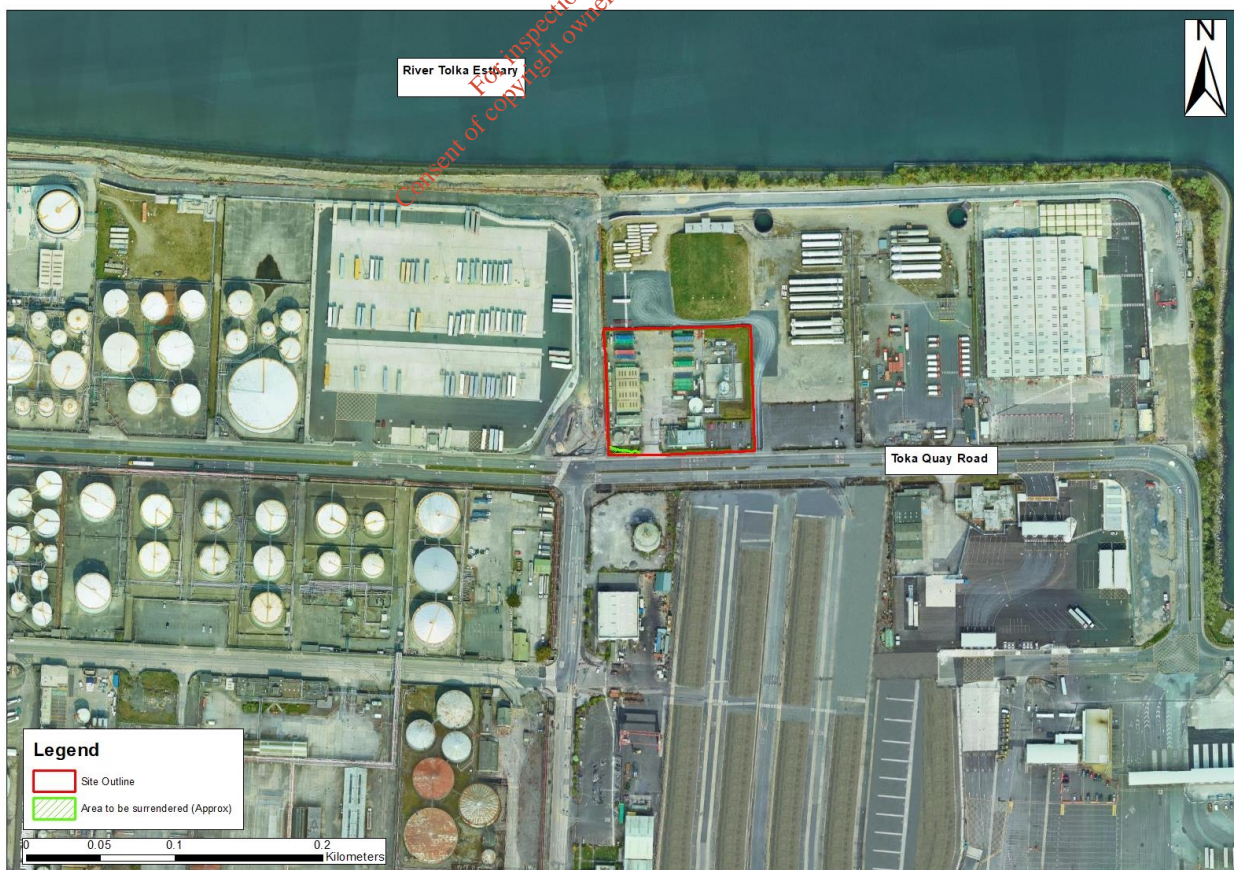 For inspectio
Consent of copyright owner
River Tolka Estuary
N
Toka Quay Road
Legend
Site Outline
Area to be surrendered (Approx)
0 0.05 0.1 0.2
Kilometers